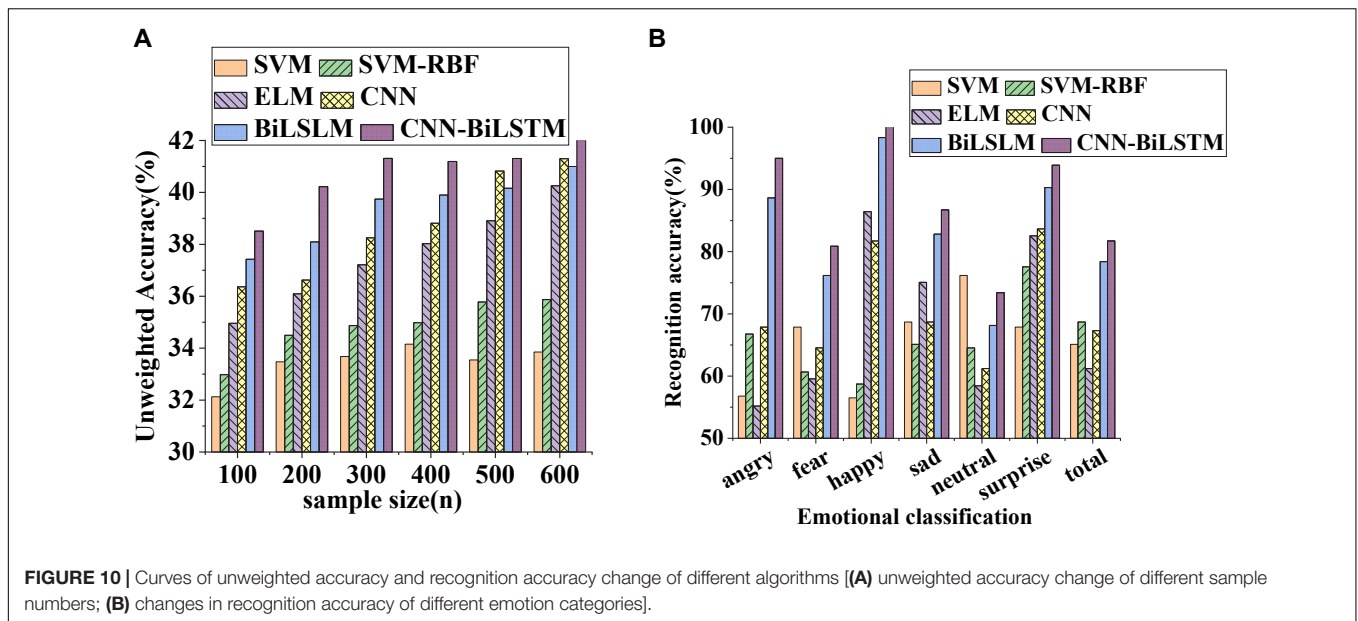 A
SVM SVM-RBF
ELM CNN
BiLSLM CNN-BiLSTM
Unweighted Accuracy(%)
42
40
38
36
34
32
30
100 200 300 400 500 600
sample size(n)
B
SVM SVM-RBF
ELM CNN
BiLSLM CNN-BiLSTM
Recognition accuracy(%)
100
90
80
70
60
50
angry fear happy sad neutral surprise total
Emotional classification
FIGURE 10 | Curves of unweighted accuracy and recognition accuracy change of different algorithms [(A) unweighted accuracy change of different sample
numbers; (B) changes in recognition accuracy of different emotion categories].